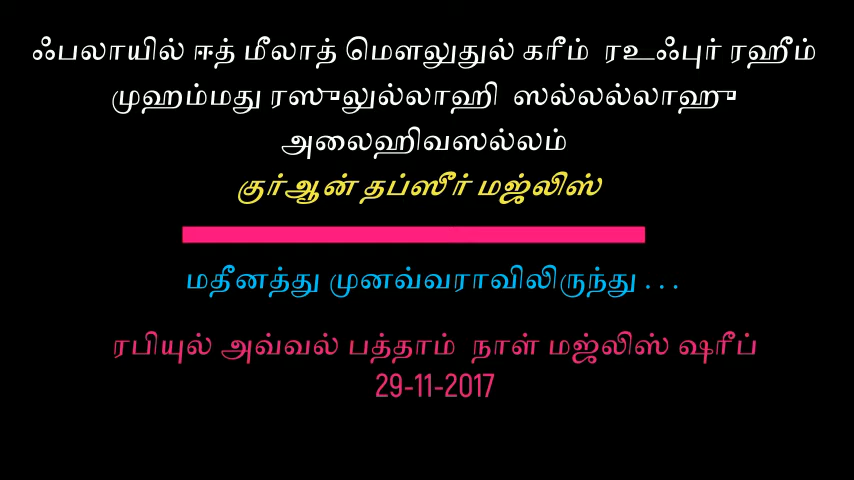 ஃபலாயில் ஈத் மீலாத் மௌலுதுல் கரீம் ரஉஃபுர் ரஹீம்
முஹம்மது ரஸுலுல்லாஹி ஸல்லல்லாஹு
அலைஹிவஸல்லம்
குர்ஆன் தப்ஸீர் மஜ்லிஸ்
மதீனத்து முனவ்வராவிலிருந்து ...
ரபியுல் அவ்வல் பத்தாம் நாள் மஜ்லிஸ் ஷரீப்
29-11-2017